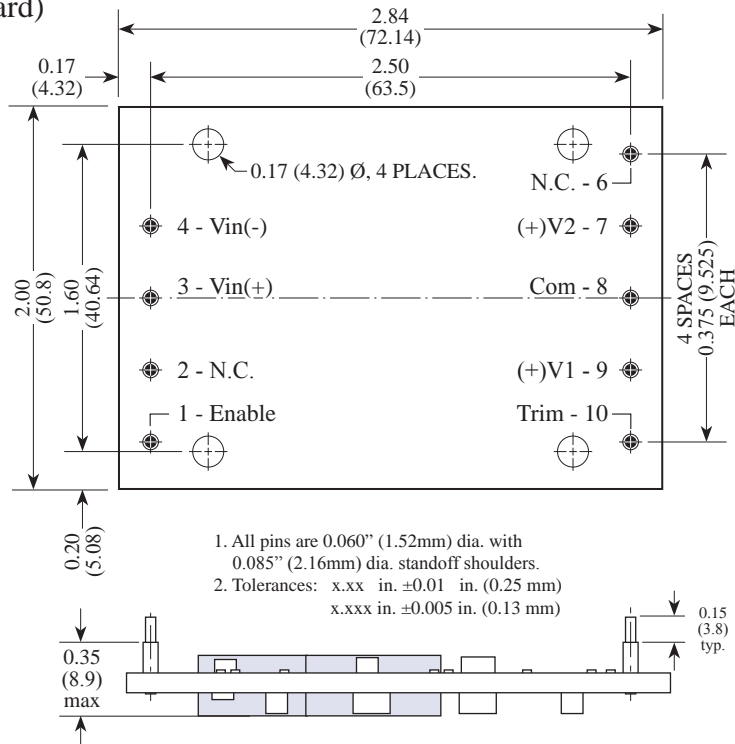 ard)
2.84
(72.14)
0.17
(4.32)
2.50
(63.5)
0.17 (4.32) Ø, 4 PLACES.
N.C. - 6
4 - Vin(-)
(+)V2 - 7
3 - Vin(+)
Com - 8
2 - N.C.
(+)V1 - 9
1 - Enable
Trim - 10
2.00
(50.8)
1.60
(40.64)
4 SPACES
0.375 (9.525)
EACH
0.20
(5.08)
1. All pins are 0.060” (1.52mm) dia. with
0.085” (2.16mm) dia. standoff shoulders.
2. Tolerances: x.xx in. ±0.01 in. (0.25 mm)
x.xxx in. ±0.005 in. (0.13 mm)
0.35
(8.9)
max
0.15
(3.8)
typ.